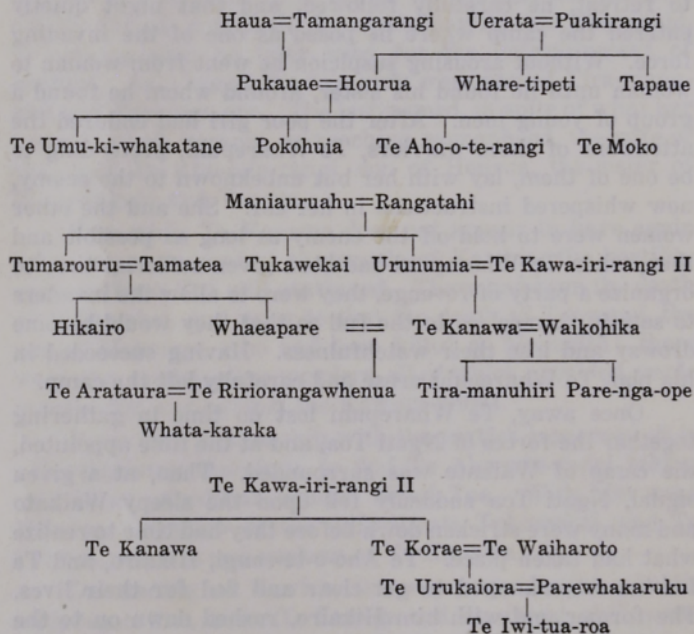 Haua=Tamangarangi Uerata=Puakirangi
Pukauae=Hourua Whare-tipeti Tapaue
Te Umu-ki-whakatane Pokohuia Te Aho-o-te-rangi Te Moko
Maniauruahu=Rangatahi
Tumarouru=Tamatea Tukawekai Urunumia=Te Kawa-iri-rangi II
Hikairo Whaeapare == Te Kanawa=Waikohika
Te Arataura=Te Ririorangawhenua Tira-manuhiri Pare-nga-ope
Whata-karaka
Te Kawa-iri-rangi II
Te Kanawa Te Korae=Te Waiharoto
Te Urukaiora=Parewhakaruku
Te Iwi-tua-roa